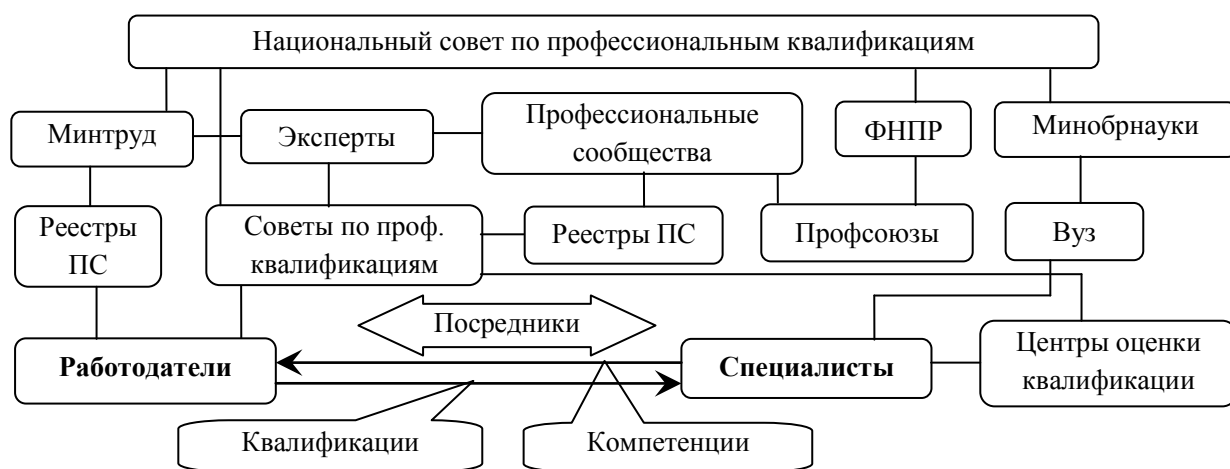 Национальный совет по профессиональным квалификациям
Минтруд
Эксперты
Профессиональные
сообщества
ФНПР
Минобрнауки
Реестры
ПС
Советы по проф.
квалификациям
Реестры ПС
Профсоюзы
Вуз
Посредники
Работодатели
Специалисты
Центры оценки
квалификации
Квалификации
Компетенции